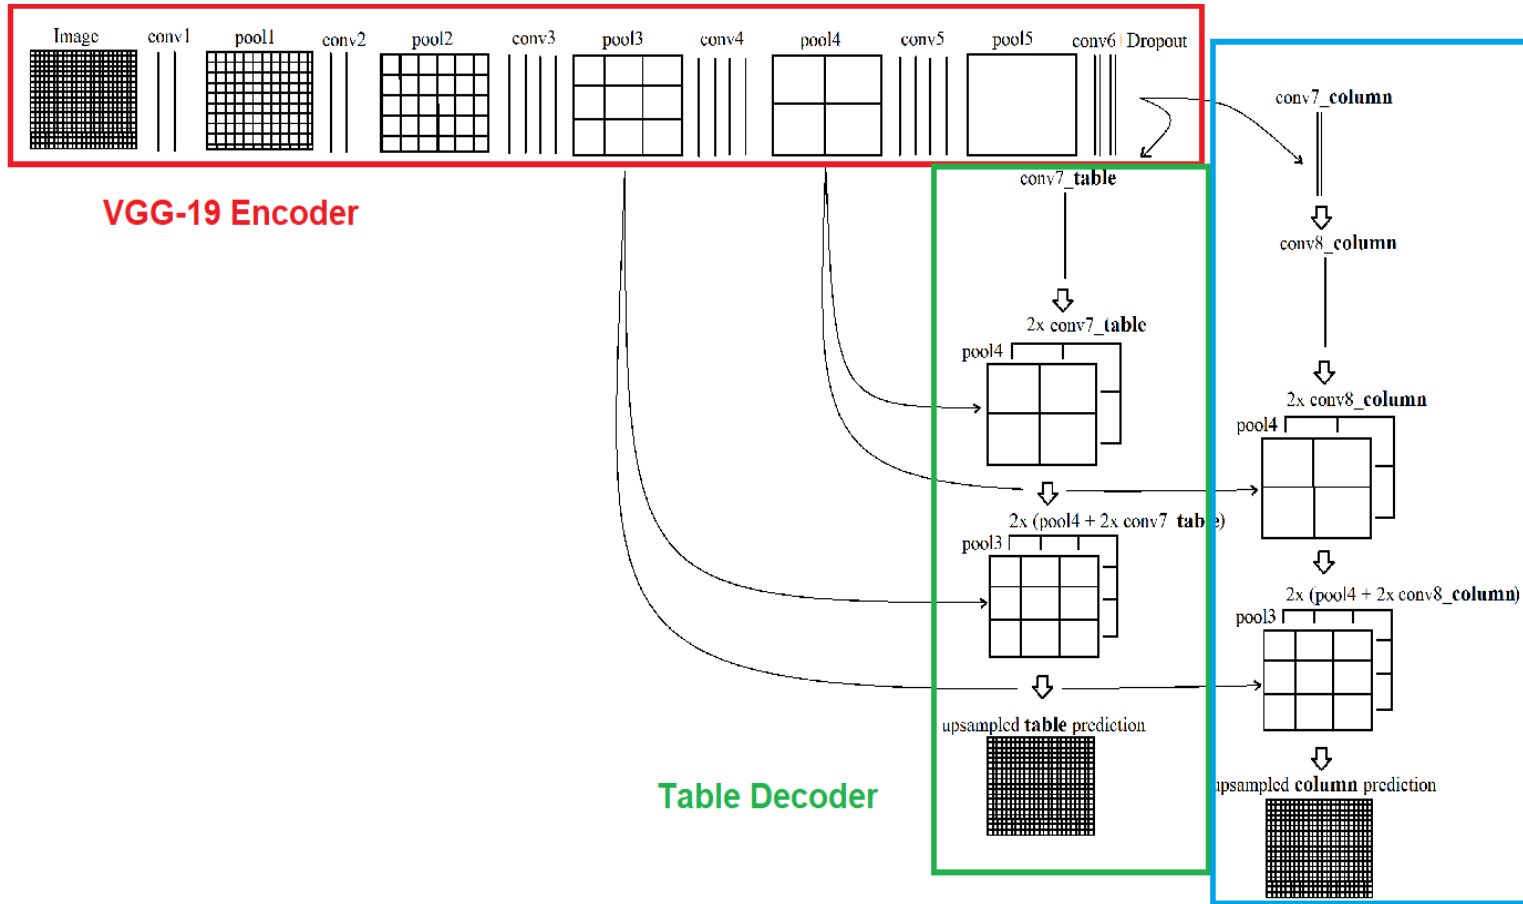 Image conv1 pool1 conv2 pool2 conv3 pool3 conv4 pool4 conv5 pool5 conv6 Dropout
VGG-19 Encoder
conv7_table
2x conv7_table
pool4
2x (pool4 + 2x conv7_table)
pool3
upsampled table prediction
Table Decoder
conv7_column
conv8_column
2x conv8_column
pool4
2x (pool4 + 2x conv8_column)
pool3
upsampled column prediction